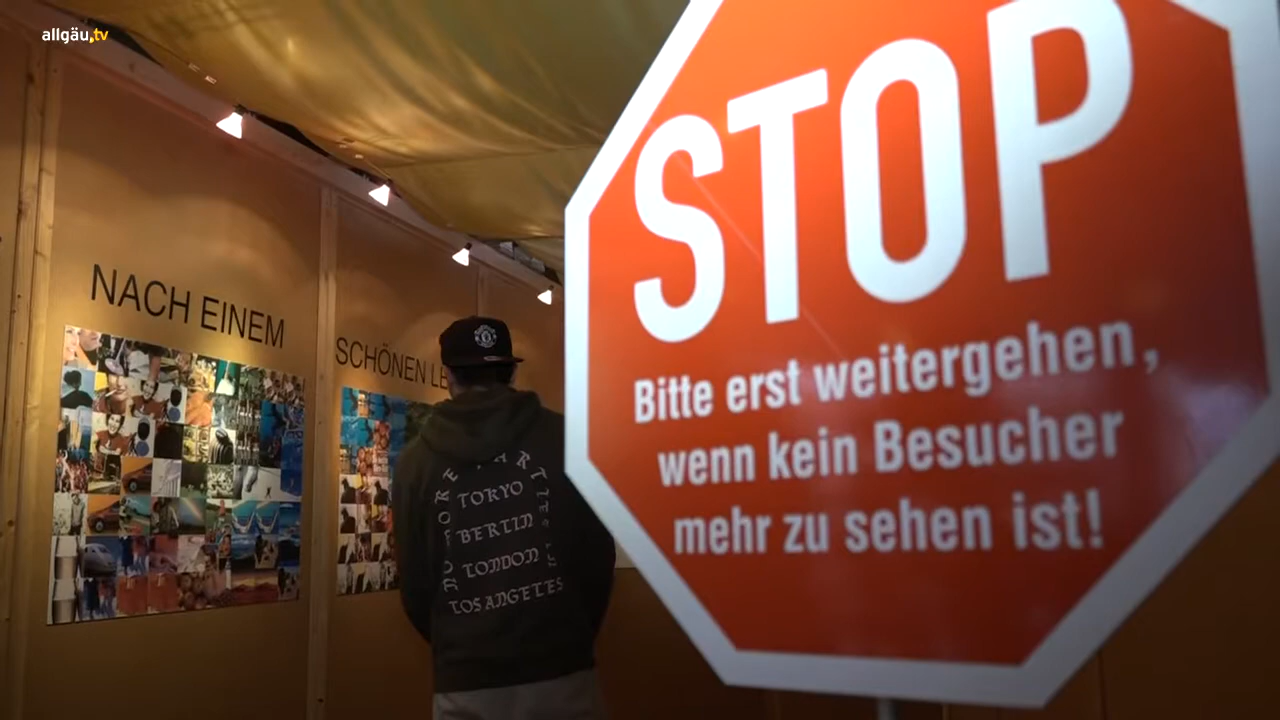 allgäu.tv
STOP
Bitte erst weitergehen,
wenn kein Besucher
mehr zu sehen ist!
NACH EINEM
SCHÖNEN
TOKYO
BERLIN
LONDON
LOS ANGELES